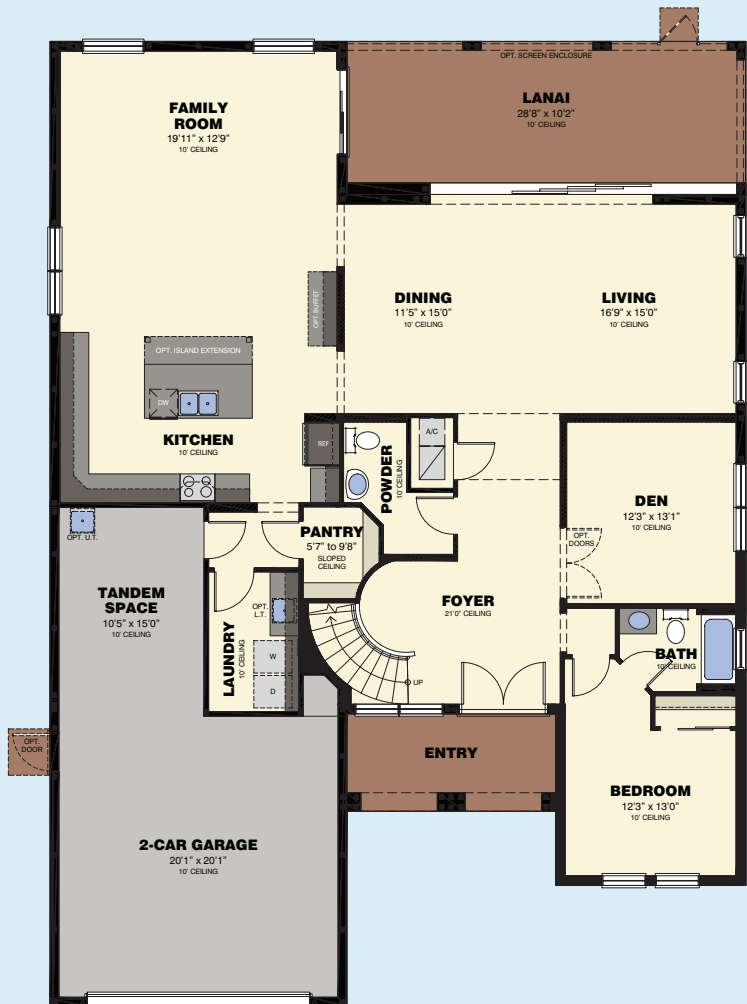 OPT. SCREEN ENCLOSURE
LANAI
28'8" x 10'2"
10' CEILING
FAMILY
ROOM
19'11" x 12'9"
10' CEILING
OPT. BUFFET
DINING
11'5" x 15'0"
10' CEILING
LIVING
16'9" x 15'0"
10' CEILING
OPT. ISLAND EXTENSION
DW
KITCHEN
10' CEILING
REF.
POWDER
10' CEILING
A/C
DEN
12'3" x 13'1"
10' CEILING
OPT.
DOORS
OPT. U.T.
PANTRY
5'7" to 9'8"
SLOPED
CEILING
TANDEM
SPACE
10'5" x 15'0"
10' CEILING
OPT.
L.T.
LAUNDRY
10' CEILING
W
D
FOYER
21'0" CEILING
UP
BATH
10' CEILING
OPT.
DOOR
ENTRY
BEDROOM
12'3" x 13'0"
10' CEILING
2-CAR GARAGE
20'1" x 20'1"
10' CEILING